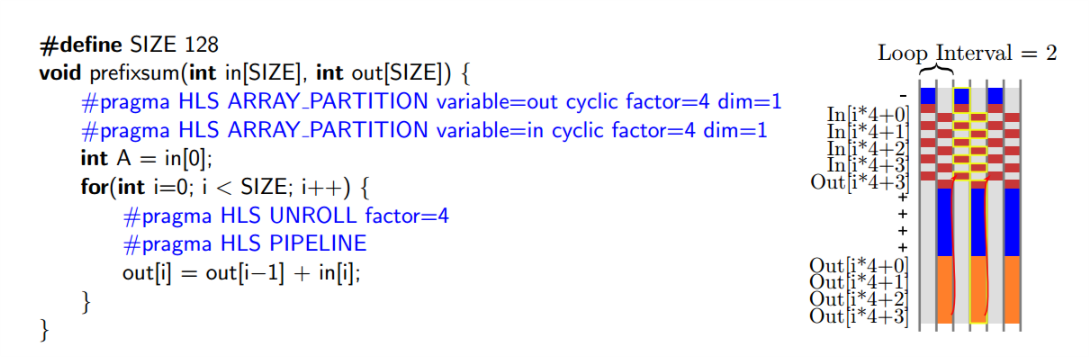 #define SIZE 128
void prefixsum(int in[SIZE], int out[SIZE]) {
#pragma HLS ARRAY_PARTITION variable=out cyclic factor=4 dim=1
#pragma HLS ARRAY_PARTITION variable=in cyclic factor=4 dim=1
int A = in[0];
for(int i=0; i < SIZE; i++) {
#pragma HLS UNROLL factor=4
#pragma HLS PIPELINE
out[i] = out[i−1] + in[i];
}
}
Loop Interval = 2
-
In[i*4+0]
In[i*4+1]
In[i*4+2]
In[i*4+3]
Out[i*4+3]
+
+
+
+
Out[i*4+0]
Out[i*4+1]
Out[i*4+2]
Out[i*4+3]